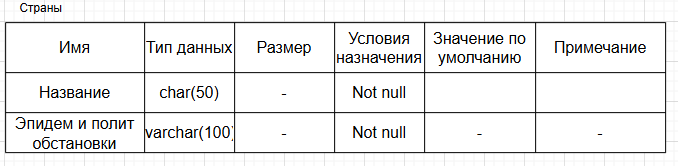 Страны
Имя Тип данных Размер Условия назначения Значение по умолчанию Примечание
Название char(50) - Not null
Эпидем и полит обстановки varchar(100) - Not null - -